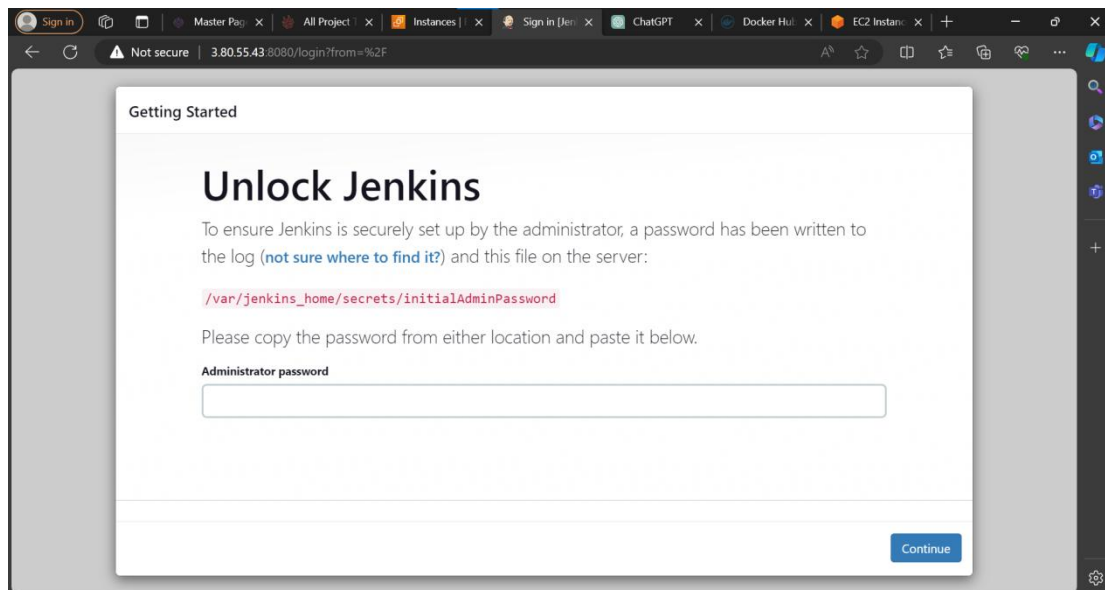 Sign in
Master Pag
All Project T
Instances | E
Sign in [Jen
ChatGPT
Docker Hub
EC2 Instanc
Not secure | 3.80.55.43:8080/login?from=%2F
Getting Started
Unlock Jenkins
To ensure Jenkins is securely set up by the administrator, a password has been written to
the log (not sure where to find it?) and this file on the server:
/var/jenkins_home/secrets/initialAdminPassword
Please copy the password from either location and paste it below.
Administrator password
Continue